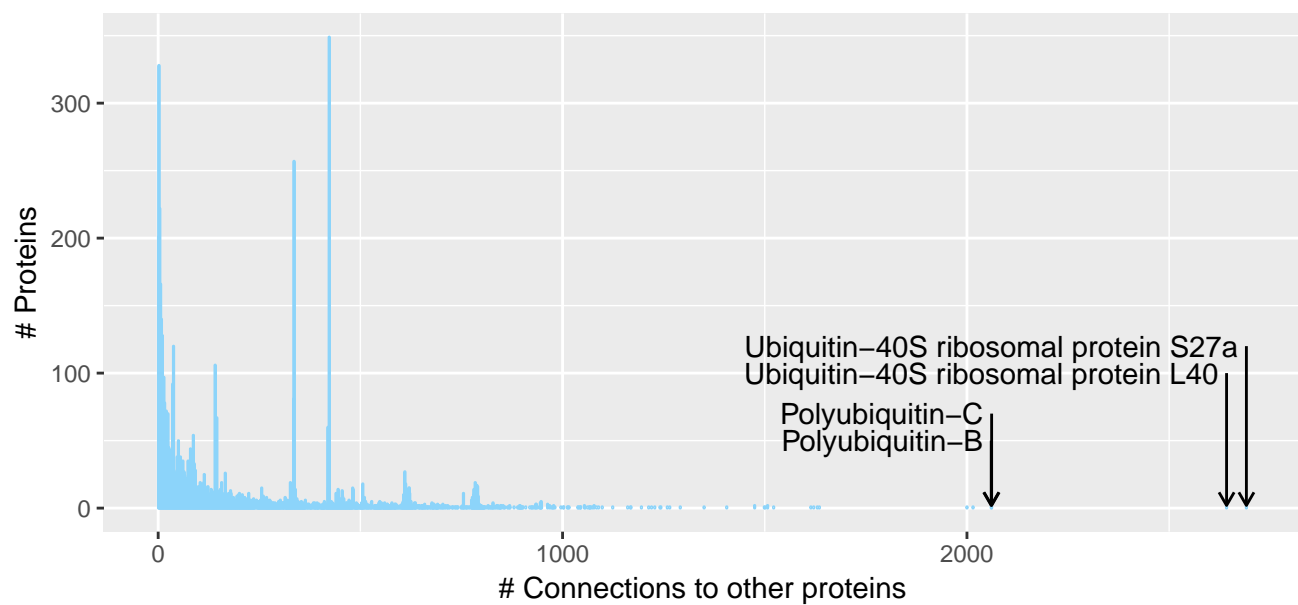 # Proteins
300
200
100
0
Ubiquitin−40S ribosomal protein S27a
Ubiquitin−40S ribosomal protein L40
Polyubiquitin−C
Polyubiquitin−B
0 1000 2000
# Connections to other proteins